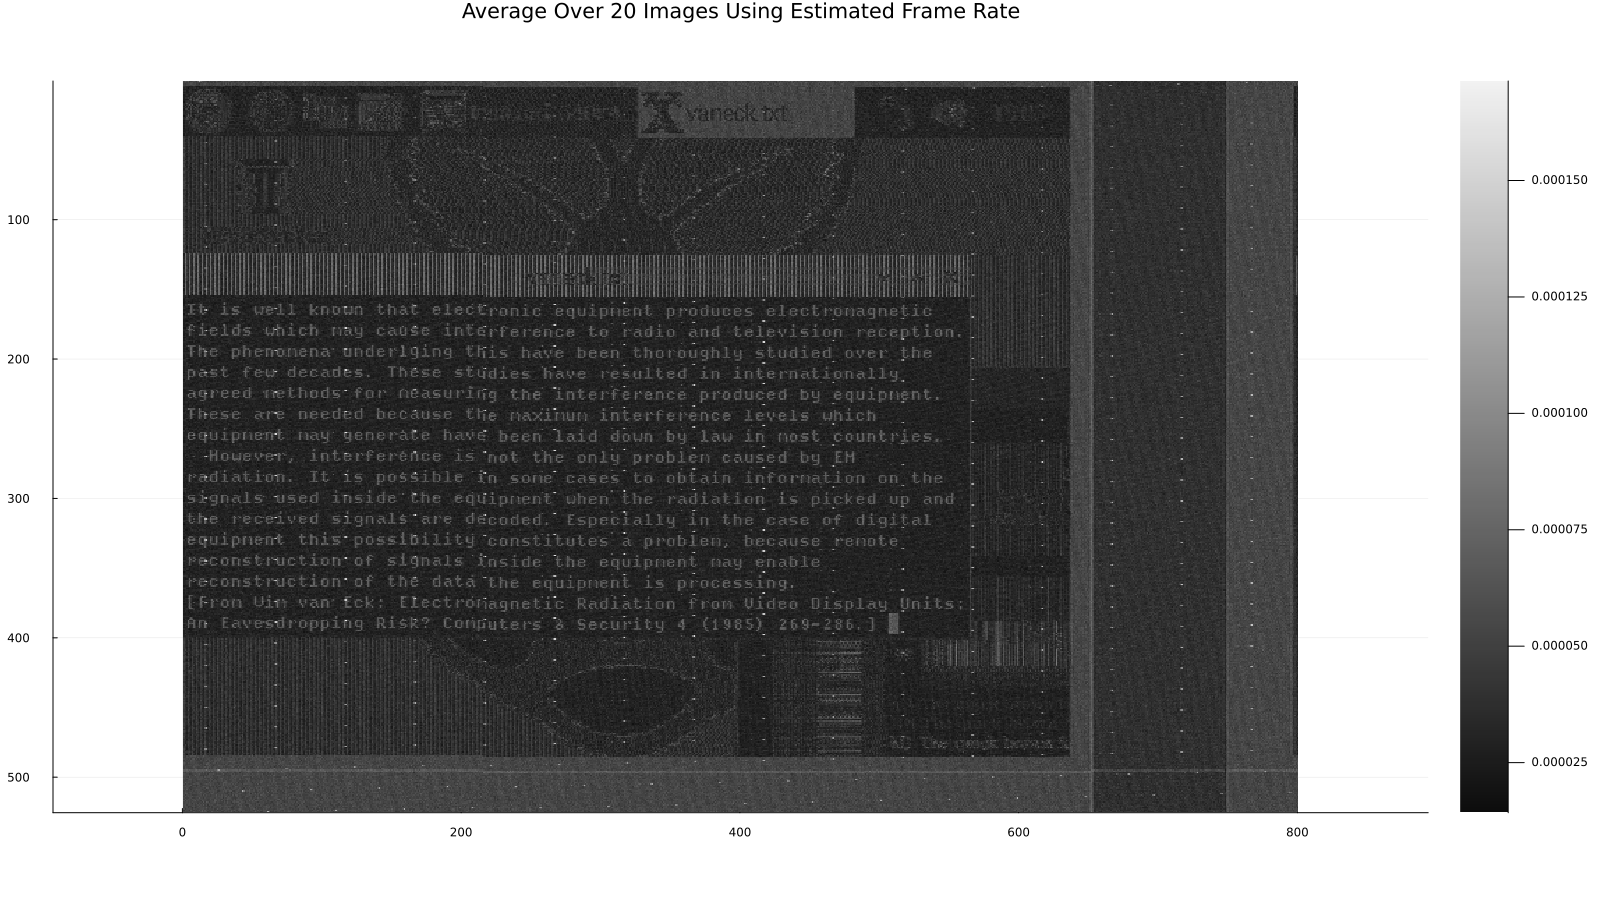 Average Over 20 Images Using Estimated Frame Rate
vaneck.txt
It is well known that electronic equipment produces electromagnetic
fields which may cause interference to radio and television reception.
The phenomena underlging this have been thoroughly studied over the
past few decades. These studies have resulted in internationally
agreed methods for measuring the interference produced by equipment.
These are needed because the maximum interference levels which
equipment may generate have been laid down by law in most countries.
However, interference is not the only problem caused by EM
radiation. It is possible in some cases to obtain information on the
signals used inside the equipment when the radiation is picked up and
the received signals are decoded. Especially in the case of digital
equipment this possibility constitutes a problem, because remote
reconstruction of signals inside the equipment may enable
reconstruction of the data the equipment is processing.
[From Wim van Eck: Electromagnetic Radiation from Video Display Units:
An Eavesdropping Risk? Computers & Security 4 (1985) 269-286.]
100
200
300
400
500
0 200 400 600 800
0.000150
0.000125
0.000100
0.000075
0.000050
0.000025